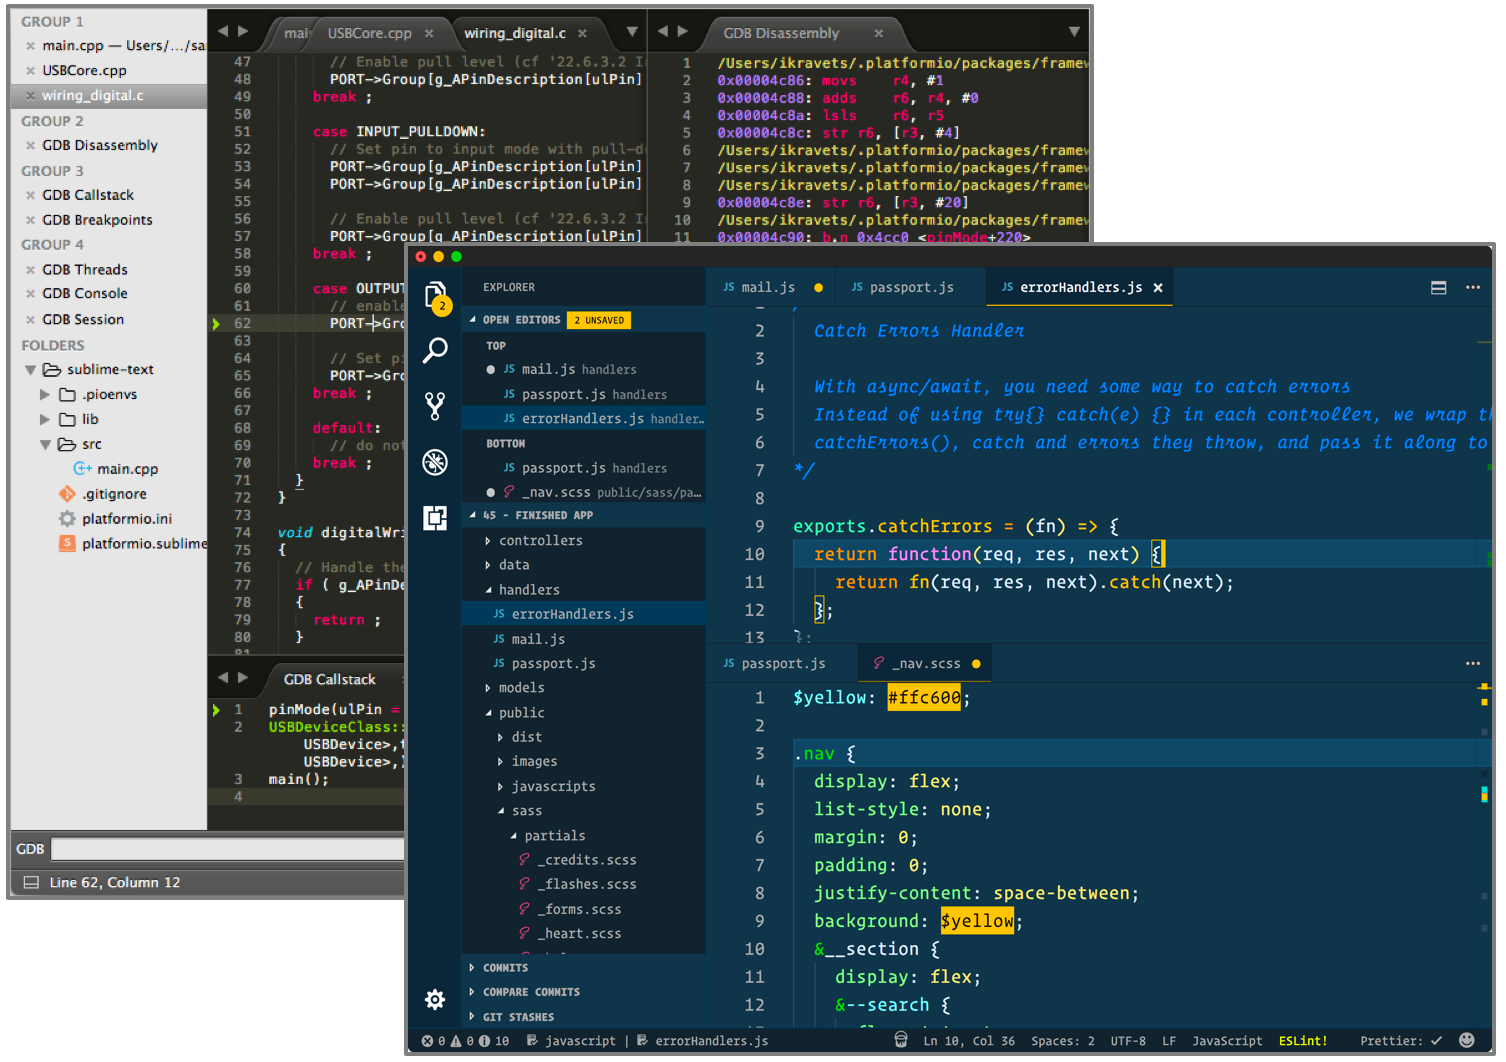 GROUP 1
main.cpp — Users/.../sa
USBCore.cpp
wiring_digital.c
GROUP 2
GDB Disassembly
GROUP 3
GDB Callstack
GDB Breakpoints
GROUP 4
GDB Threads
GDB Console
GDB Session
FOLDERS
sublime-text
.pioenvs
lib
src
main.cpp
.gitignore
platformio.ini
platformio.sublime
mai USBCore.cpp × wiring_digital.c ×
47 // Enable pull level (cf '22.6.3.2 I
48 PORT->Group[g_APinDescription[ulPin]
49 break ;
50
51 case INPUT_PULLDOWN:
52 // Set pin to input mode with pull-d
53 PORT->Group[g_APinDescription[ulPin]
54 PORT->Group[g_APinDescription[ulPin]
55
56 // Enable pull level (cf '22.6.3.2 I
57 PORT->Group[g_APinDescription[ulPin]
58 break ;
59
60 case OUTPUT
61 // enable
62 PORT->Gro
63
64 // Set pi
65 PORT->Gro
66 break ;
67
68 default:
69 // do not
70 break ;
71 }
72 }
73
74 void digitalWri
75 {
76 // Handle the
77 if ( g_APinDe
78 {
79 return ;
80 }
81
GDB Disassembly ×
1 /Users/ikravets/.platformio/packages/framew
2 0x00004c86: movs r4, #1
3 0x00004c88: adds r6, r4, #0
4 0x00004c8a: lsls r6, r5
5 0x00004c8c: str r6, [r3, #4]
6 /Users/ikravets/.platformio/packages/framew
7 /Users/ikravets/.platformio/packages/framew
8 /Users/ikravets/.platformio/packages/framew
9 0x00004c8e: str r6, [r3, #20]
10 /Users/ikravets/.platformio/packages/framew
11 0x00004c90: b.n 0x4cc0 <pinMode+220>
GDB Callstack
1 pinMode(ulPin =
2 USBDeviceClass::
USBDevice>,
USBDevice>,
3 main();
4
GDB
Line 62, Column 12
2
EXPLORER
OPEN EDITORS 2 UNSAVED
TOP
JS mail.js handlers
JS passport.js handlers
JS errorHandlers.js handler…
BOTTOM
JS passport.js handlers
_nav.scss public/sass/pa…
45 - FINISHED APP
controllers
data
handlers
JS errorHandlers.js
JS mail.js
JS passport.js
models
public
dist
images
javascripts
sass
partials
_credits.scss
_flashes.scss
_forms.scss
_heart.scss
COMMITS
COMPARE COMMITS
GIT STASHES
JS mail.js JS passport.js JS errorHandlers.js ×
2 Catch Errors Handler
3
4 With async/await, you need some way to catch errors
5 Instead of using try{} catch(e) {} in each controller, we wrap th
6 catchErrors(), catch and errors they throw, and pass it along to
7 */
8
9 exports.catchErrors = (fn) => {
10 return function(req, res, next) {
11 return fn(req, res, next).catch(next);
12 };
13 };
JS passport.js _nav.scss
1 $yellow: #ffc600;
2
3 .nav {
4 display: flex;
5 list-style: none;
6 margin: 0;
7 padding: 0;
8 justify-content: space-between;
9 background: $yellow;
10 &__section {
11 display: flex;
12 &--search {
0 0 10 javascript | errorHandlers.js Ln 10, Col 36 Spaces: 2 UTF-8 LF JavaScript ESLint! Prettier: ✓